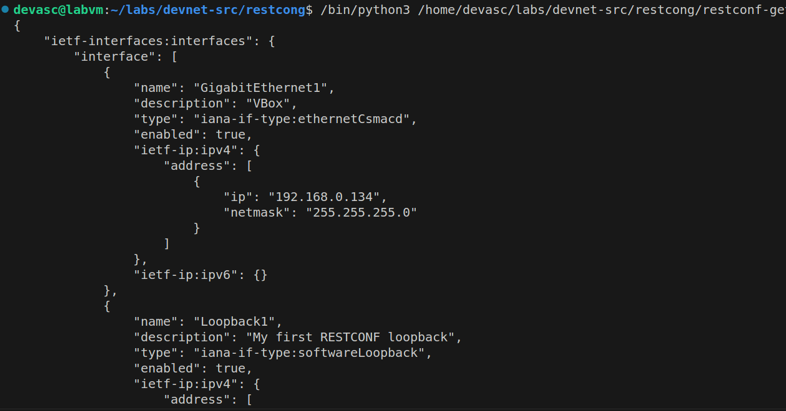 devasc@labvm:~/labs/devnet-src/restcong$ /bin/python3 /home/devasc/labs/devnet-src/restcong/restconf-ge
{
    "ietf-interfaces:interfaces": {
        "interface": [
            {
                "name": "GigabitEthernet1",
                "description": "VBox",
                "type": "iana-if-type:ethernetCsmacd",
                "enabled": true,
                "ietf-ip:ipv4": {
                    "address": [
                        {
                            "ip": "192.168.0.134",
                            "netmask": "255.255.255.0"
                        }
                    ]
                },
                "ietf-ip:ipv6": {}
            },
            {
                "name": "Loopback1",
                "description": "My first RESTCONF loopback",
                "type": "iana-if-type:softwareLoopback",
                "enabled": true,
                "ietf-ip:ipv4": {
                    "address": [